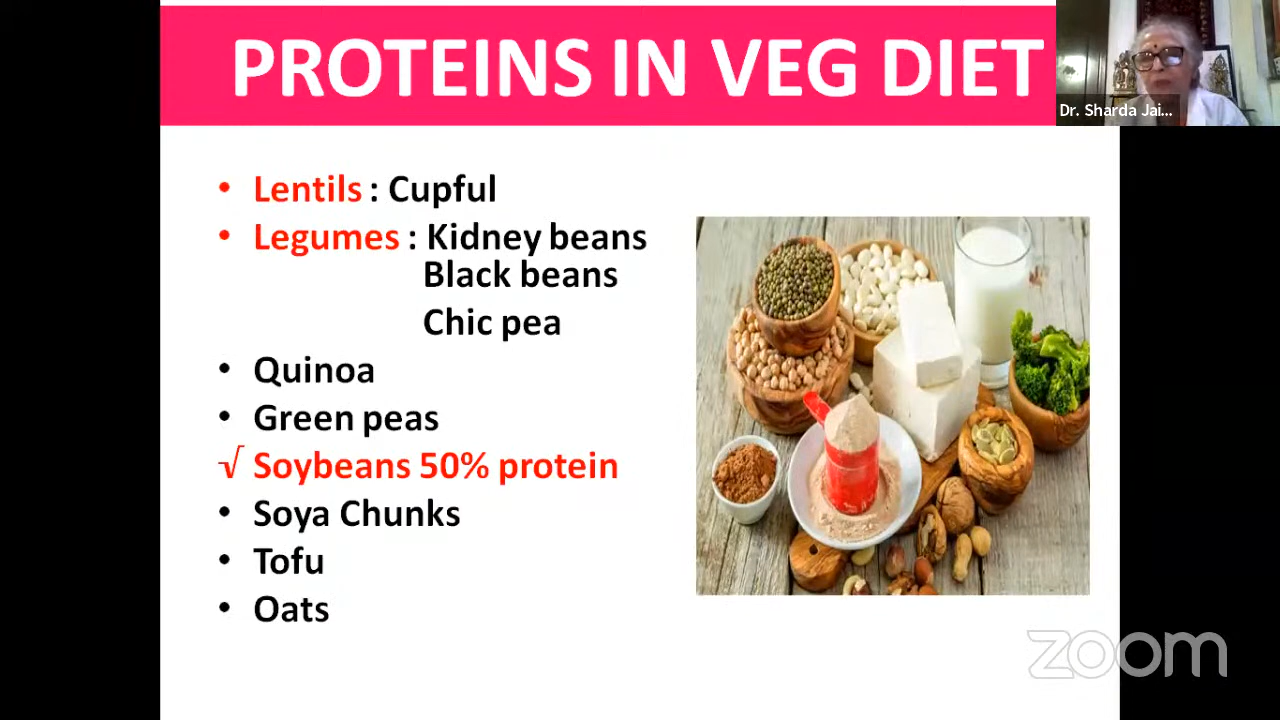 PROTEINS IN VEG DIET
Dr. Sharda Jai...
• Lentils : Cupful
• Legumes : Kidney beans
Black beans
Chic pea
• Quinoa
• Green peas
√ Soybeans 50% protein
• Soya Chunks
• Tofu
• Oats
zoom